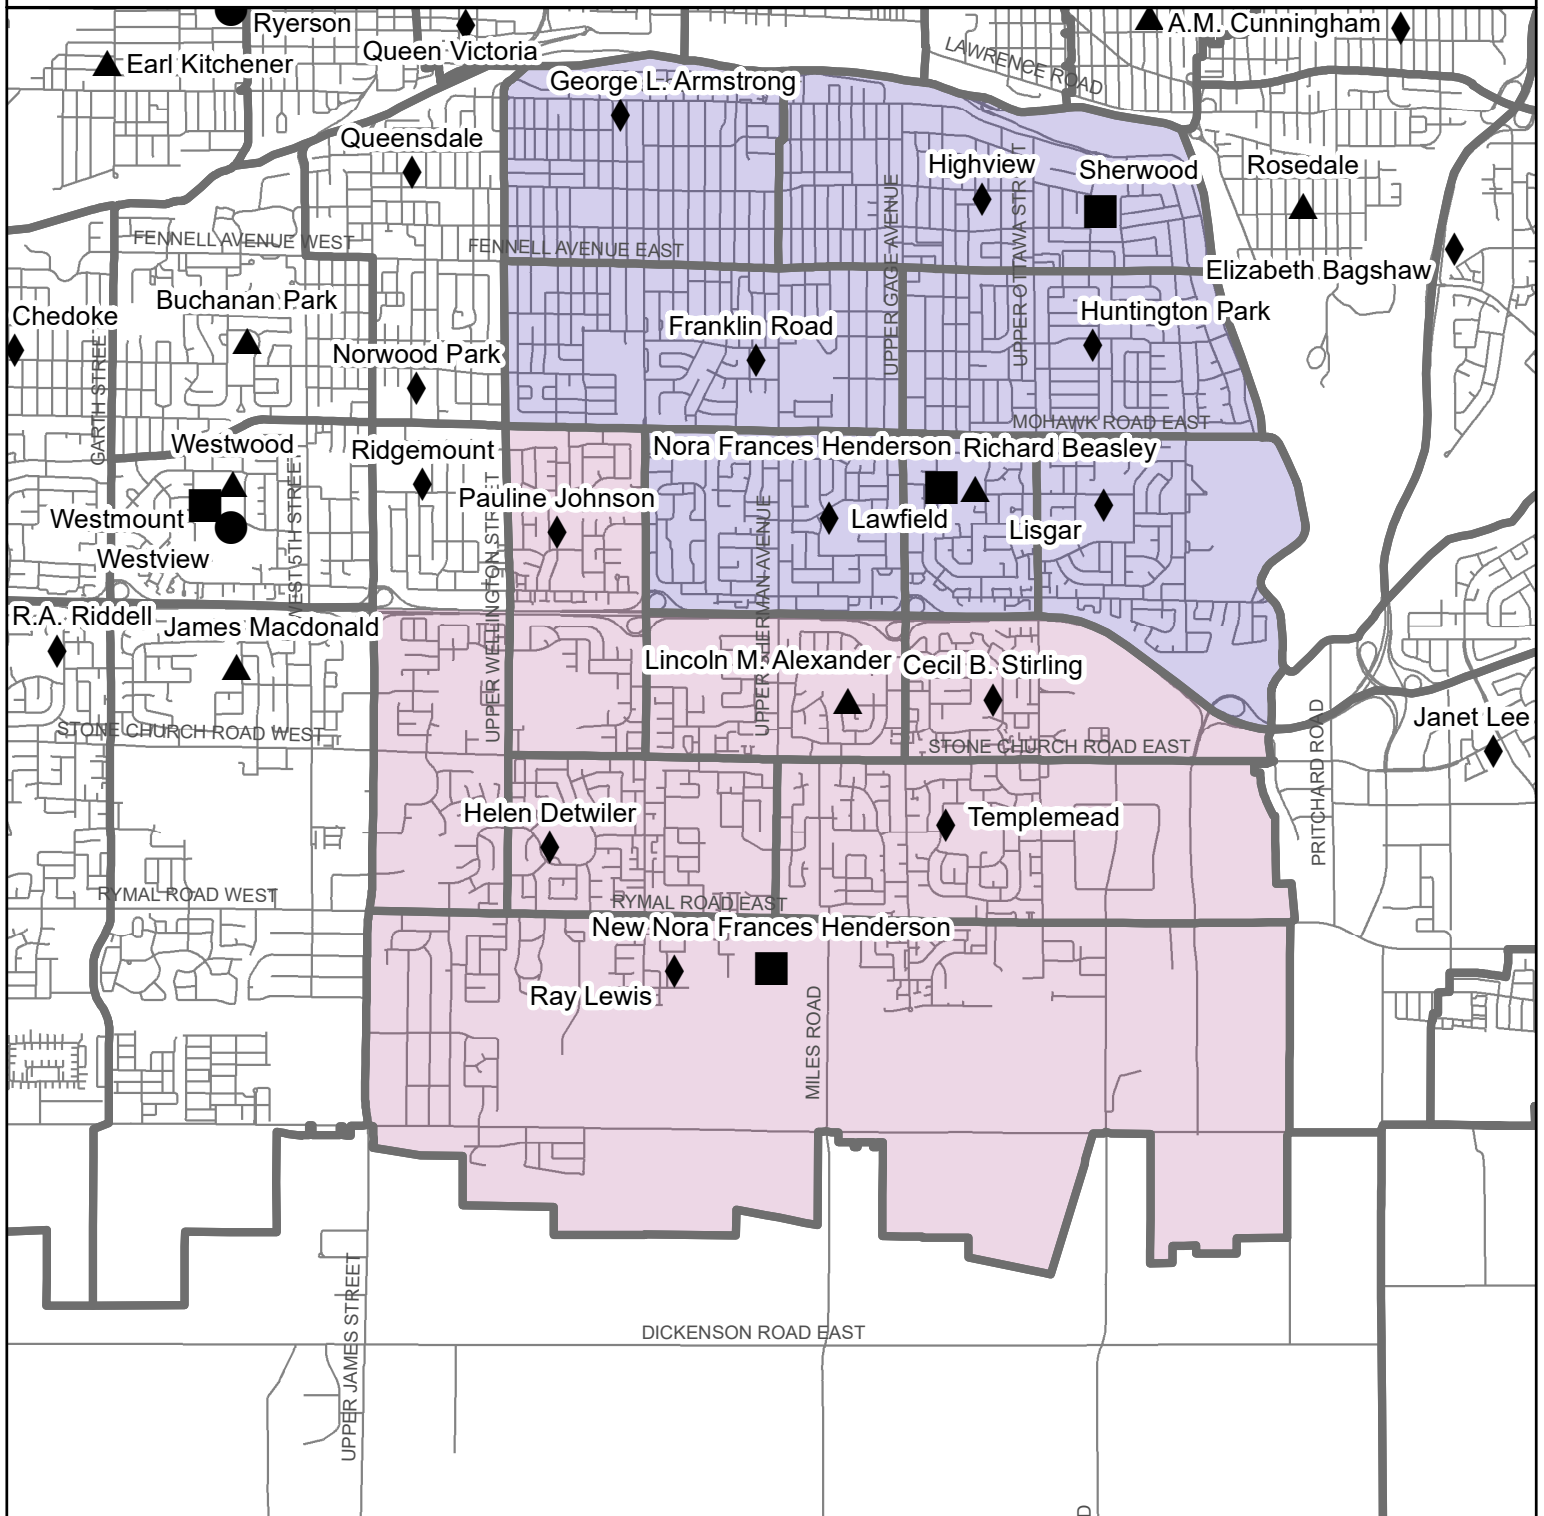 Ryerson
A.M. Cunningham
Queen Victoria
LAWRENCE ROAD
Earl Kitchener
George L. Armstrong
Queensdale
Highview
Sherwood
Rosedale
FENNELL AVENUE WEST
FENNELL AVENUE EAST
UPPER GAGE AVENUE
UPPER OTTAWA STREET
Elizabeth Bagshaw
Buchanan Park
Chedoke
Huntington Park
Franklin Road
Norwood Park
GARTH STREET
MOHAWK ROAD EAST
Westwood
Ridgemount
Nora Frances Henderson
Richard Beasley
Pauline Johnson
Westmount
Lawfield
Lisgar
Westview
WEST 5TH STREET
UPPER WELLINGTON STREET
UPPER SHERMAN AVENUE
R.A. Riddell
James Macdonald
Lincoln M. Alexander
Cecil B. Stirling
STONE CHURCH ROAD WEST
STONE CHURCH ROAD EAST
Janet Lee
PRITCHARD ROAD
Helen Detwiler
Templemead
RYMAL ROAD WEST
RYMAL ROAD EAST
New Nora Frances Henderson
Ray Lewis
MILES ROAD
UPPER JAMES STREET
DICKENSON ROAD EAST
D